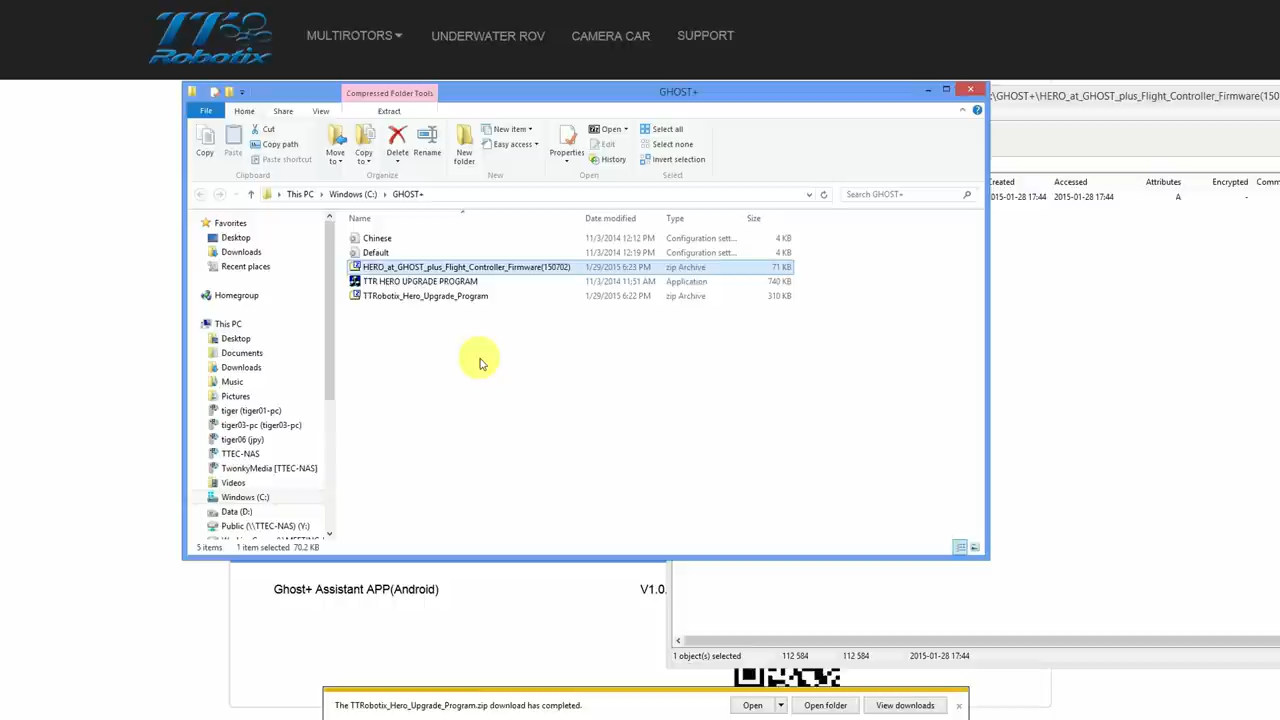 TT Robotix
MULTIROTORS UNDERWATER ROV CAMERA CAR SUPPORT
Compressed Folder Tools
GHOST+
:\GHOST+\HERO_at_GHOST_plus_Flight_Controller_Firmware(150
File Home Share View Extract
Copy Paste Cut Copy path Paste shortcut
Move to Copy to Delete Rename
New folder New item Easy access
Properties Open Edit History
Select all Select none Invert selection
Clipboard Organize New Open Select
This PC Windows (C:) GHOST+ Search GHOST+
Created Accessed Attributes Encrypted Comm
2015-01-28 17:44 2015-01-28 17:44 A -
Name Date modified Type Size
Chinese 11/3/2014 12:12 PM Configuration sett... 4 KB
Default 11/3/2014 12:19 PM Configuration sett... 4 KB
HERO_at_GHOST_plus_Flight_Controller_Firmware(150702) 1/29/2015 6:23 PM zip Archive 71 KB
TTR HERO UPGRADE PROGRAM 11/3/2014 11:51 AM Application 740 KB
TTRobotix_Hero_Upgrade_Program 1/29/2015 6:22 PM zip Archive 310 KB
Favorites
Desktop
Downloads
Recent places
Homegroup
This PC
Desktop
Documents
Downloads
Music
Pictures
tiger (tiger01-pc)
tiger03-pc (tiger03-pc)
tiger06 (jpy)
TTEC-NAS
TwonkyMedia [TTEC-NAS]
Videos
Windows (C:)
Data (D:)
Public (\\TTEC-NAS) (Y:)
5 items 1 item selected 70.2 KB
Ghost+ Assistant APP(Android) V1.0.
1 object(s) selected 112 584 112 584 2015-01-28 17:44
The TTRobotix_Hero_Upgrade_Program.zip download has completed. Open Open folder View downloads